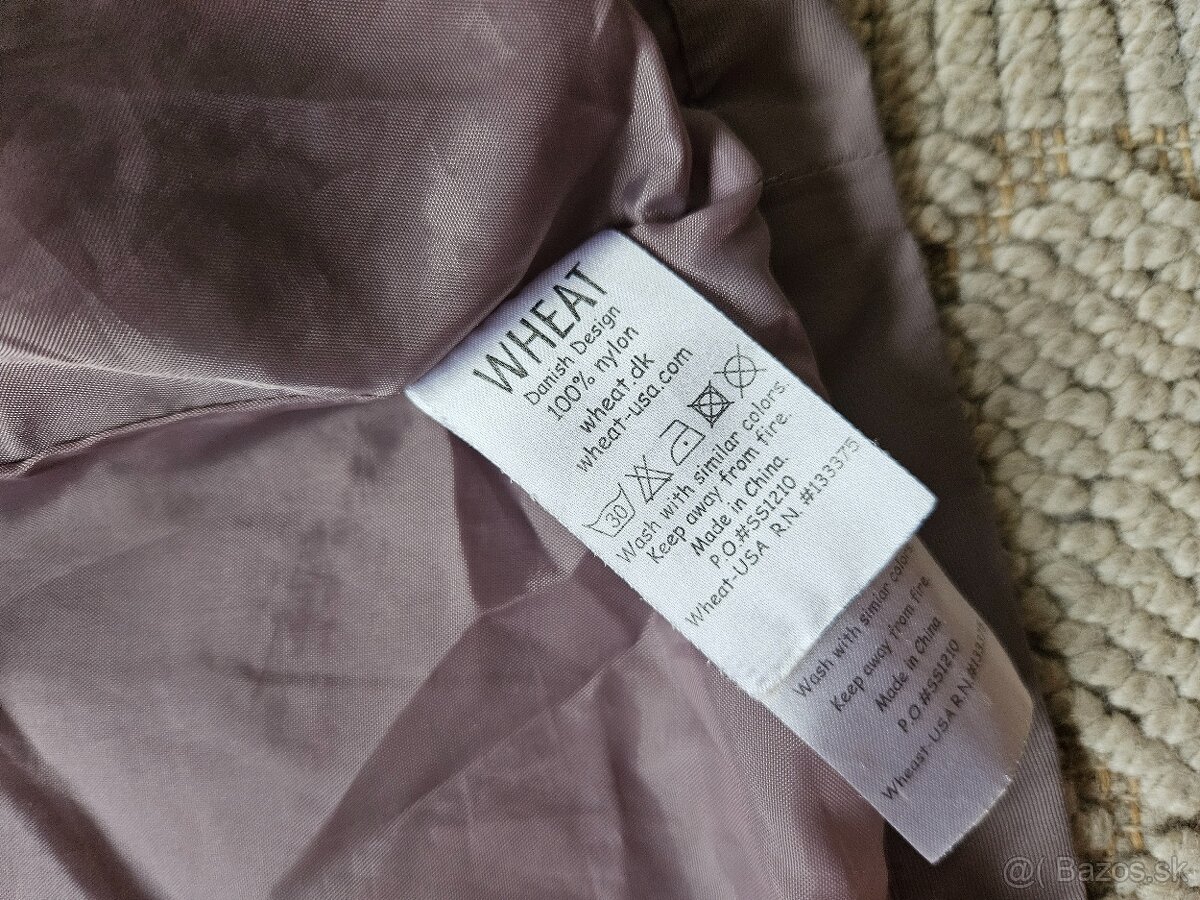 WHEAT
Danish Design
100% nylon
wheat.dk
wheat-usa.com
30
Wash with similar colors.
Keep away from fire.
Made in China.
P.O.#SS1210
Wheat-USA R.N. #133375
Wash with similar color
Keep away from fire
Made in China
P.O#SS1210
Wheast-USA R.N.
@( Bazos.sk